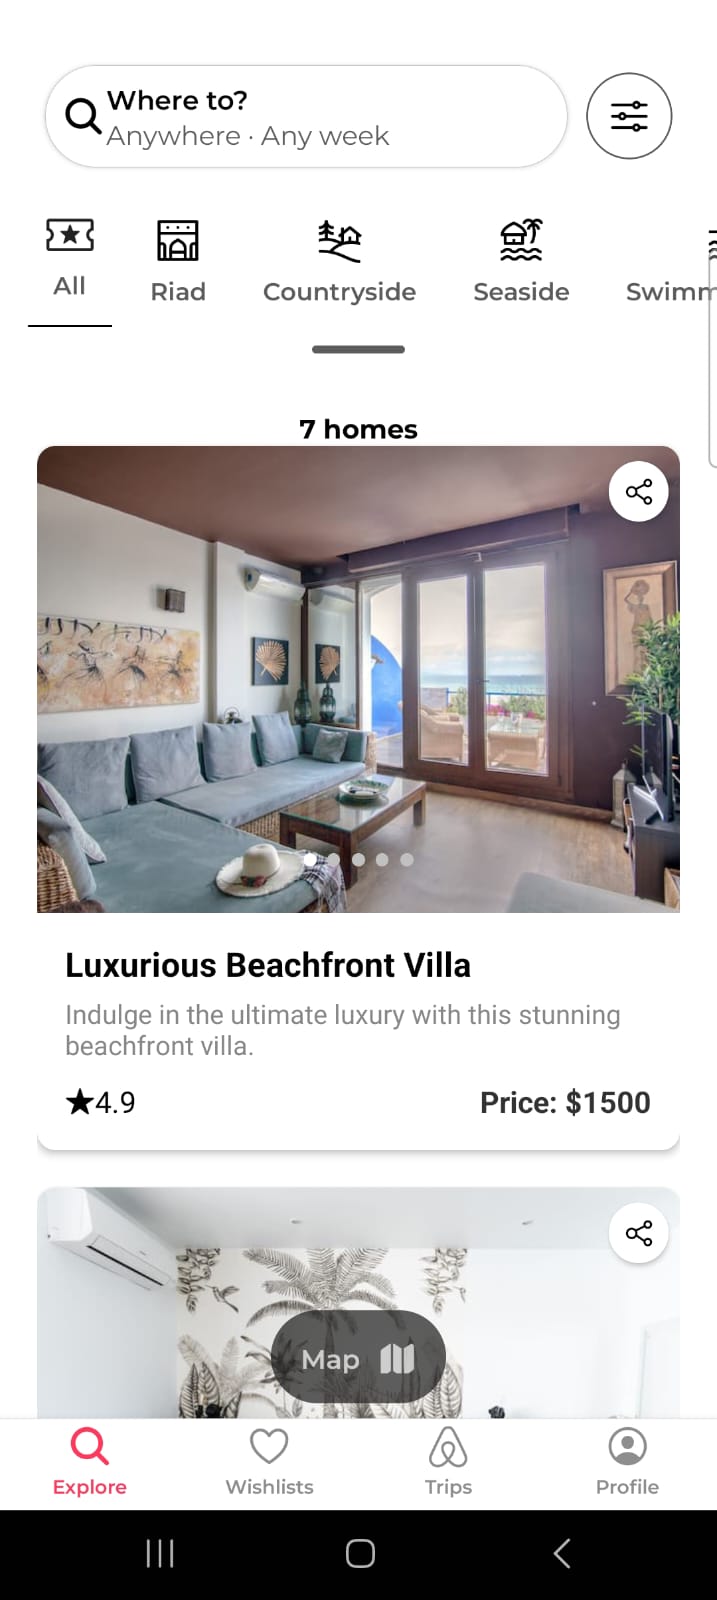 Where to?
Anywhere · Any week
All
Riad
Countryside
Seaside
Swimm
7 homes
Luxurious Beachfront Villa
Indulge in the ultimate luxury with this stunning
beachfront villa.
★4.9
Price: $1500
Map
Explore
Wishlists
Trips
Profile